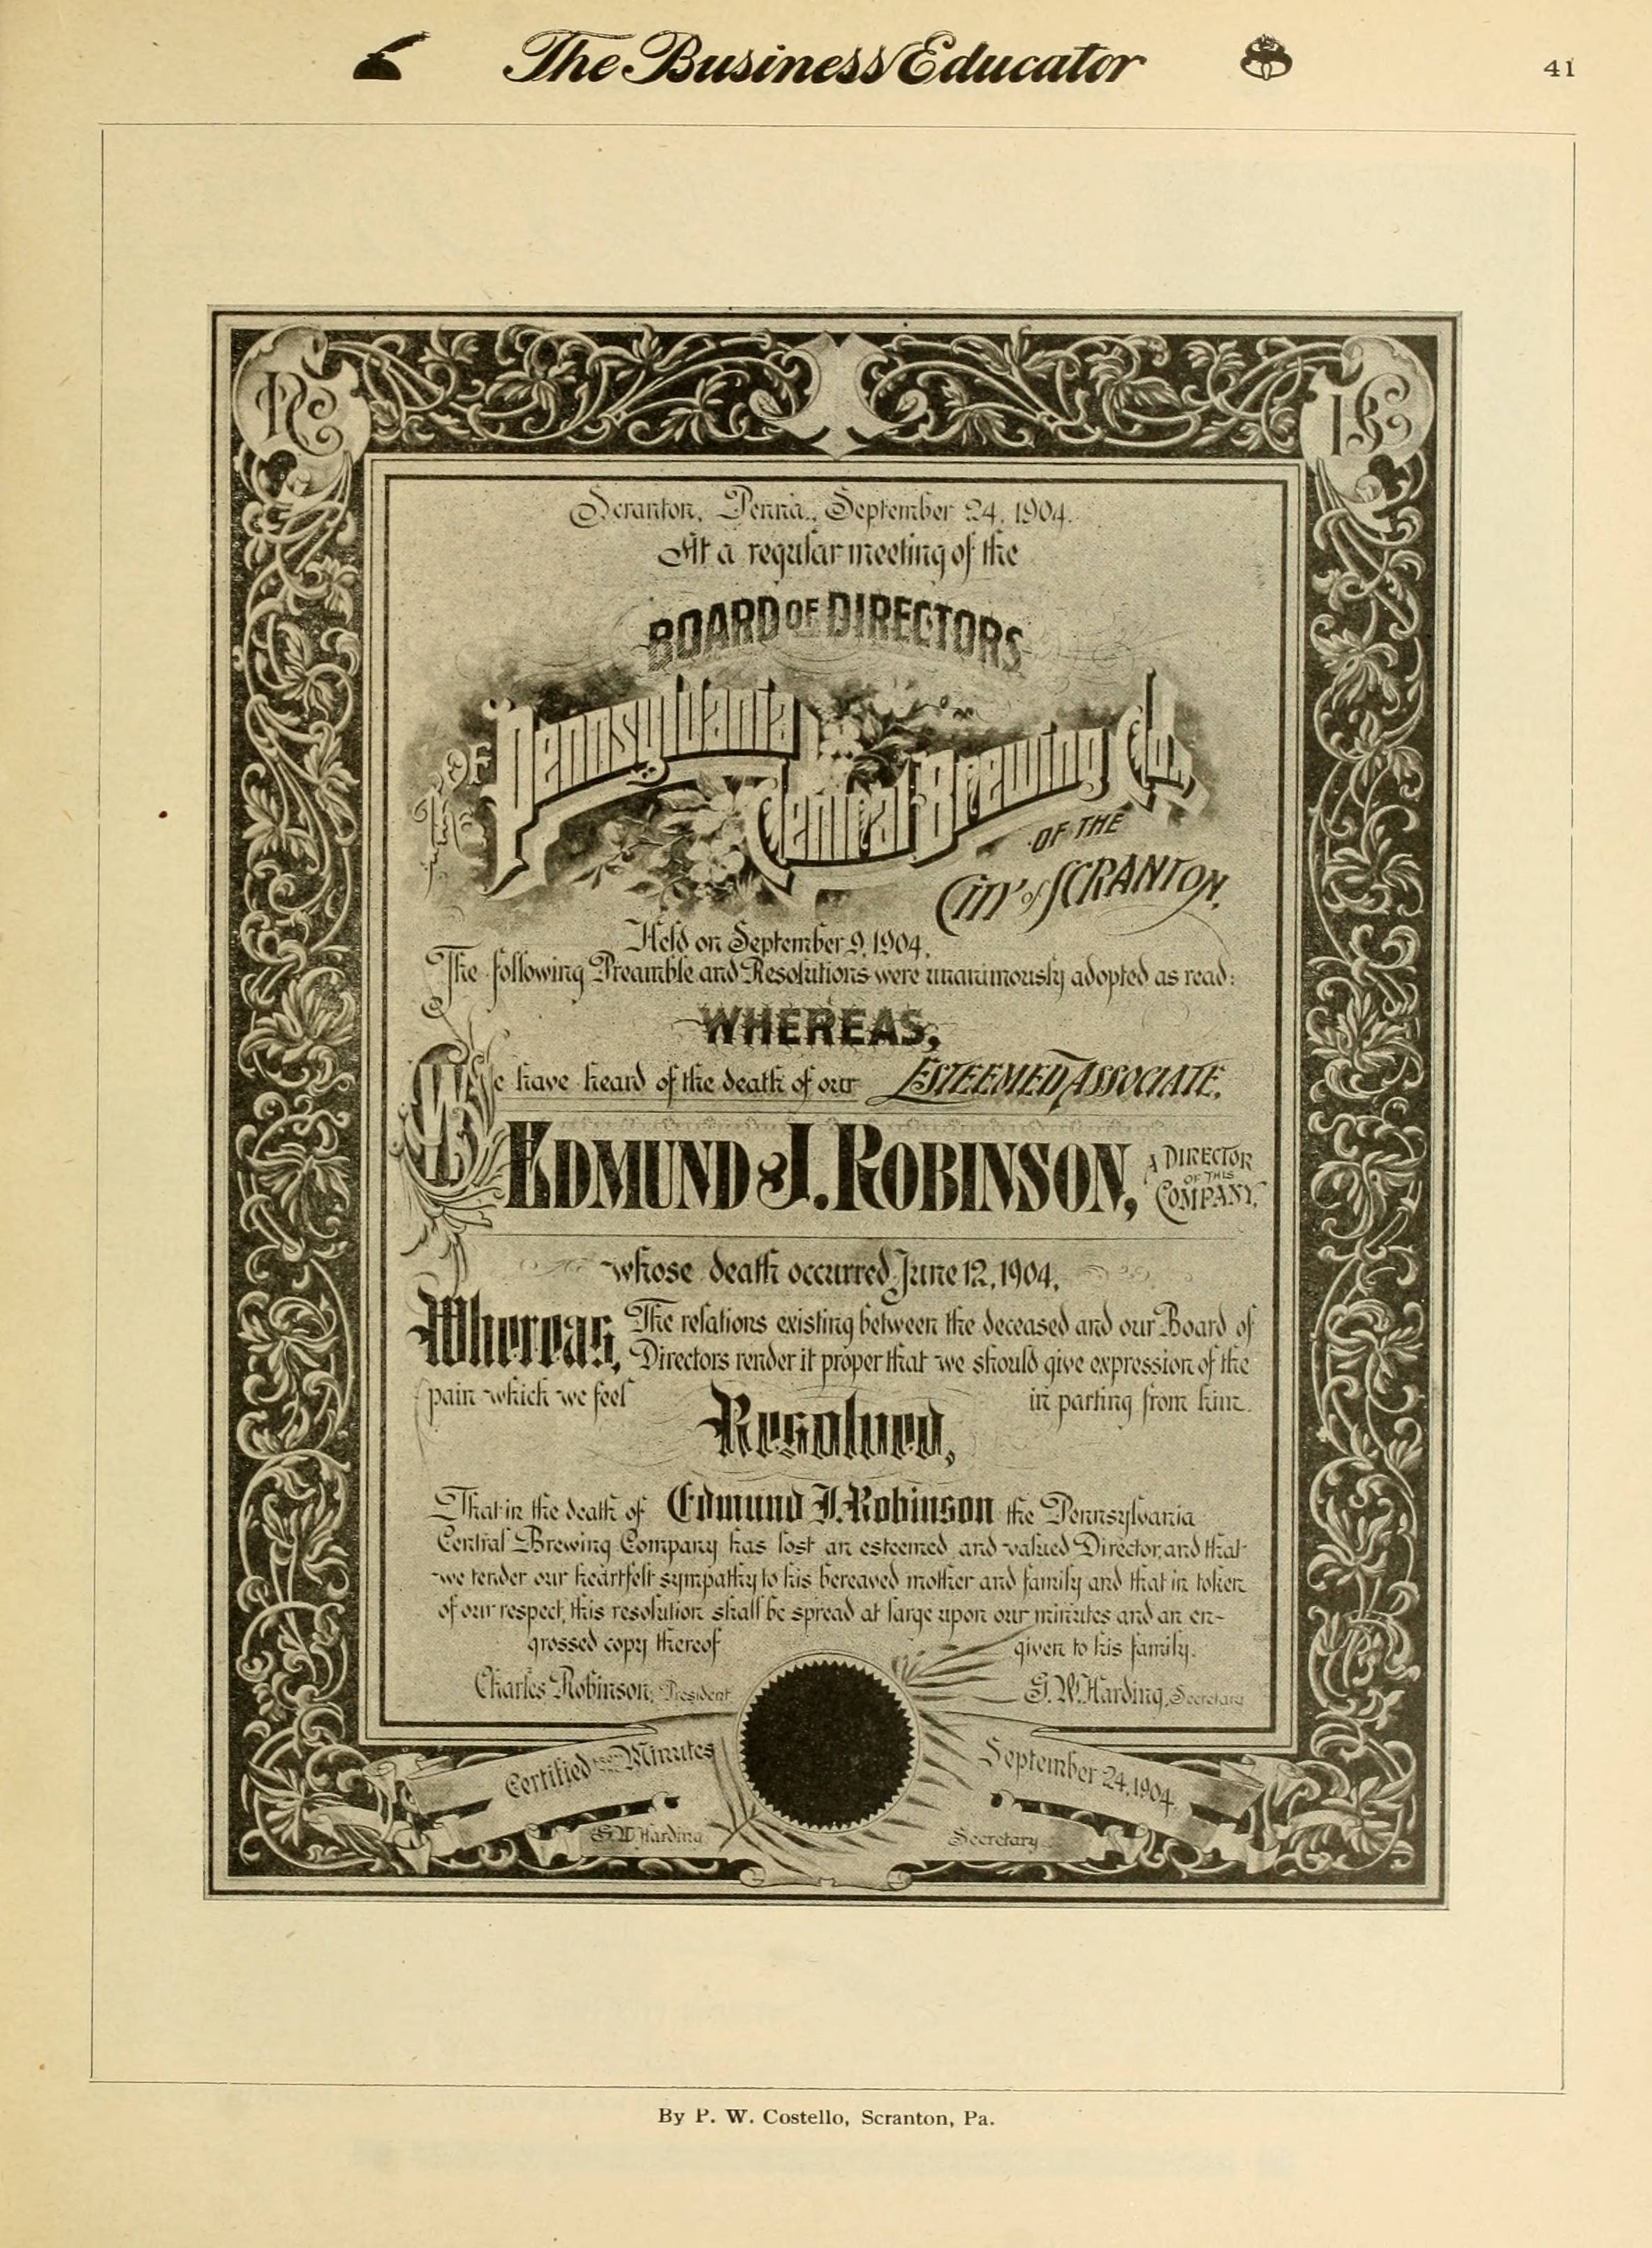 The Business Educator
41
PC
BC
Scranton, Penna., September 24, 1904.
At a regular meeting of the
BOARD OF DIRECTORS
OF The Pennsylvania
Central Brewing Co.
OF THE
CITY of SCRANTON,
Held on September 9, 1904,
The following Preamble and Resolutions were unanimously adopted as read:
WHEREAS,
We have heard of the death of our ESTEEMED ASSOCIATE,
EDMUND J. ROBINSON, A DIRECTOR OF THIS COMPANY,
whose death occurred June 12, 1904,
Whereas, The relations existing between the deceased and our Board of
Directors render it proper that we should give expression of the
pain which we feel in parting from him.
Resolved,
That in the death of Edmund J. Robinson the Pennsylvania
Central Brewing Company has lost an esteemed and valued Director, and that
we tender our heartfelt sympathy to his bereaved mother and family and that in token
of our respect, this resolution shall be spread at large upon our minutes and an en-
grossed copy thereof given to his family.
Charles Robinson, President. G. W. Harding, Secretary
Certified from Minutes September 24, 1904.
G. W. Harding Secretary
By P. W. Costello, Scranton, Pa.